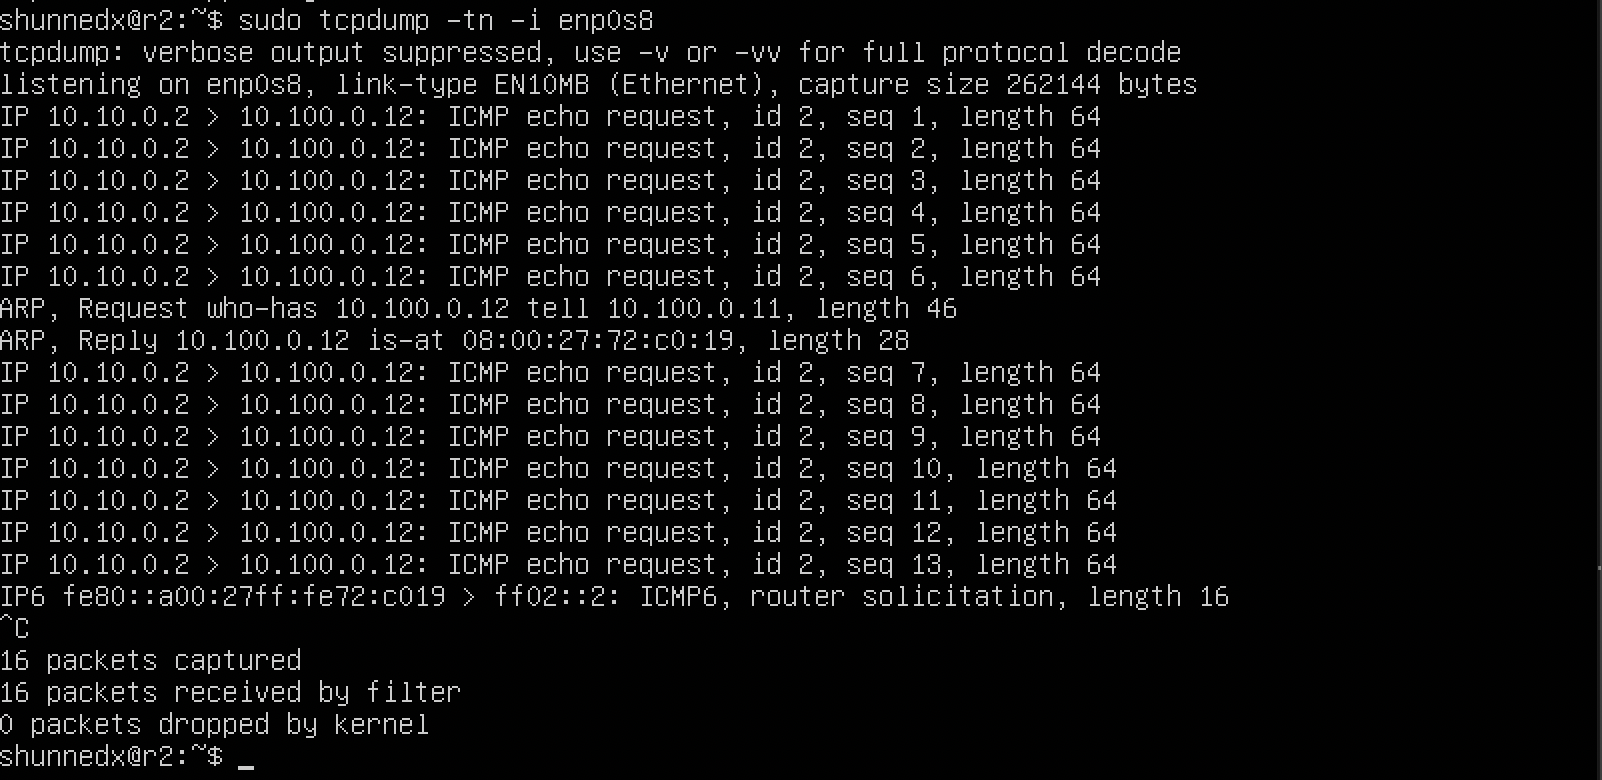 shunnedx@r2:~$ sudo tcpdump -tn -i enp0s8
tcpdump: verbose output suppressed, use -v or -vv for full protocol decode
listening on enp0s8, link-type EN10MB (Ethernet), capture size 262144 bytes
IP 10.10.0.2 > 10.100.0.12: ICMP echo request, id 2, seq 1, length 64
IP 10.10.0.2 > 10.100.0.12: ICMP echo request, id 2, seq 2, length 64
IP 10.10.0.2 > 10.100.0.12: ICMP echo request, id 2, seq 3, length 64
IP 10.10.0.2 > 10.100.0.12: ICMP echo request, id 2, seq 4, length 64
IP 10.10.0.2 > 10.100.0.12: ICMP echo request, id 2, seq 5, length 64
IP 10.10.0.2 > 10.100.0.12: ICMP echo request, id 2, seq 6, length 64
ARP, Request who-has 10.100.0.12 tell 10.100.0.11, length 46
ARP, Reply 10.100.0.12 is-at 08:00:27:72:c0:19, length 28
IP 10.10.0.2 > 10.100.0.12: ICMP echo request, id 2, seq 7, length 64
IP 10.10.0.2 > 10.100.0.12: ICMP echo request, id 2, seq 8, length 64
IP 10.10.0.2 > 10.100.0.12: ICMP echo request, id 2, seq 9, length 64
IP 10.10.0.2 > 10.100.0.12: ICMP echo request, id 2, seq 10, length 64
IP 10.10.0.2 > 10.100.0.12: ICMP echo request, id 2, seq 11, length 64
IP 10.10.0.2 > 10.100.0.12: ICMP echo request, id 2, seq 12, length 64
IP 10.10.0.2 > 10.100.0.12: ICMP echo request, id 2, seq 13, length 64
IP6 fe80::a00:27ff:fe72:c019 > ff02::2: ICMP6, router solicitation, length 16
^C
16 packets captured
16 packets received by filter
0 packets dropped by kernel
shunnedx@r2:~$ _